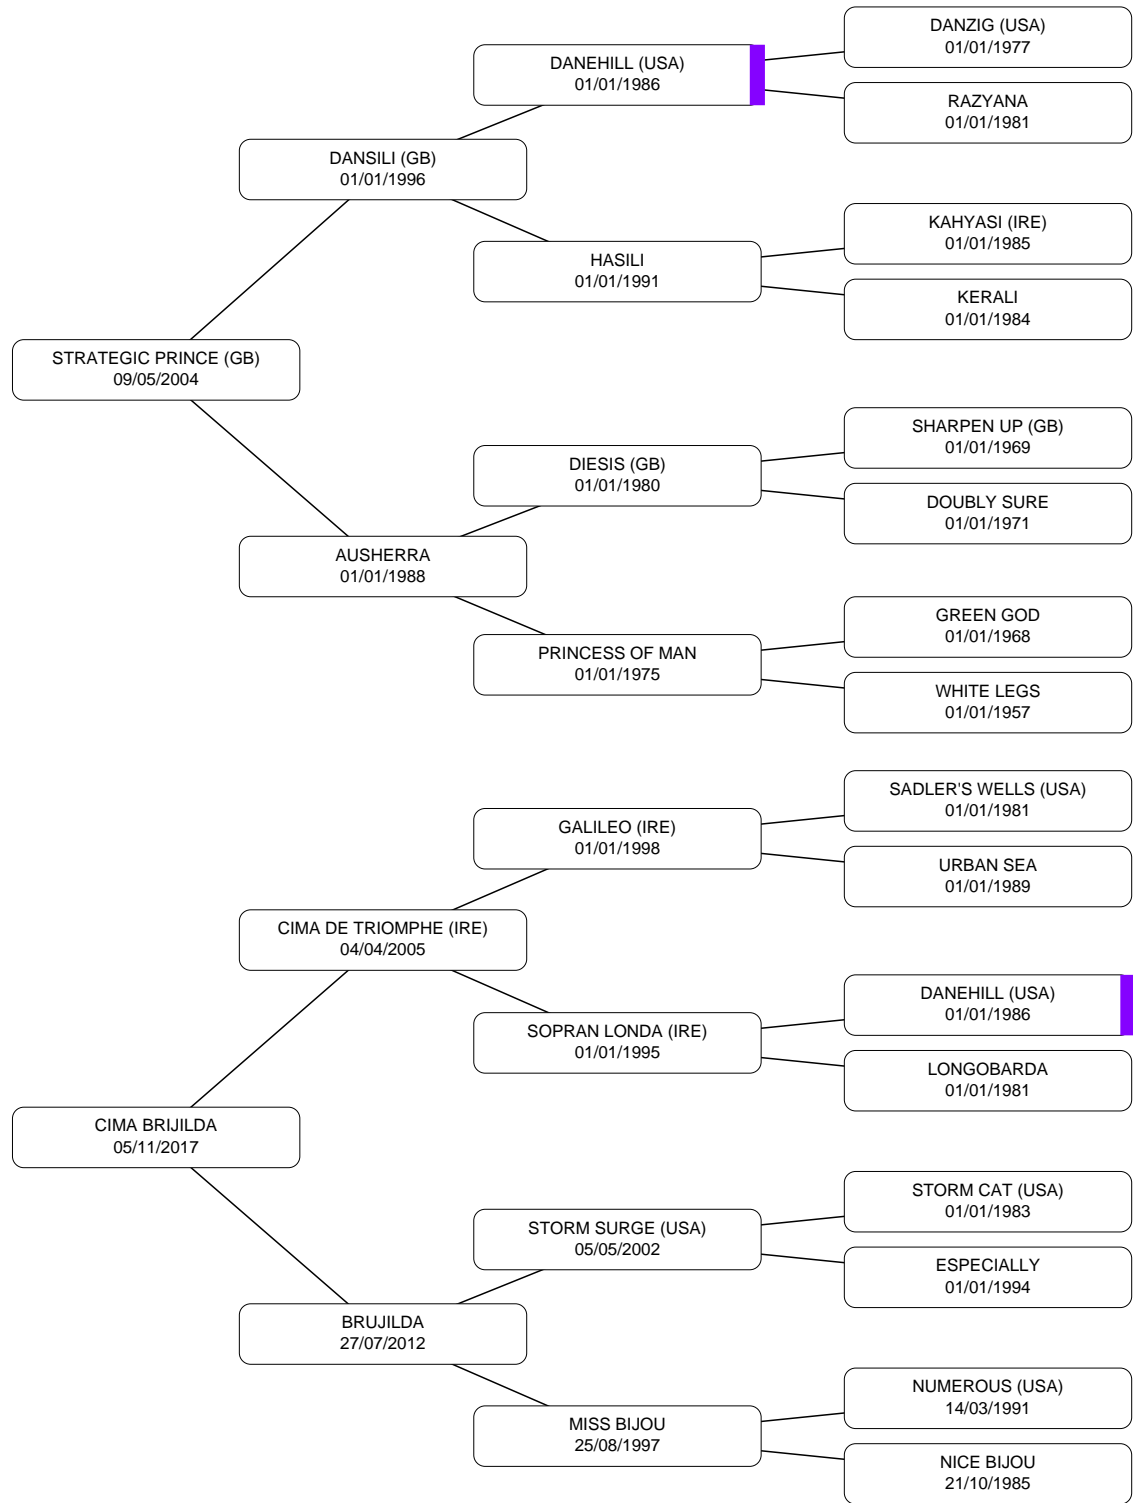 DANZIG (USA)
01/01/1977
DANEHILL (USA)
01/01/1986
RAZYANA
01/01/1981
DANSILI (GB)
01/01/1996
KAHYASI (IRE)
01/01/1985
HASILI
01/01/1991
KERALI
01/01/1984
STRATEGIC PRINCE (GB)
09/05/2004
SHARPEN UP (GB)
01/01/1969
DIESIS (GB)
01/01/1980
DOUBLY SURE
01/01/1971
AUSHERRA
01/01/1988
GREEN GOD
01/01/1968
PRINCESS OF MAN
01/01/1975
WHITE LEGS
01/01/1957
SADLER'S WELLS (USA)
01/01/1981
GALILEO (IRE)
01/01/1998
URBAN SEA
01/01/1989
CIMA DE TRIOMPHE (IRE)
04/04/2005
DANEHILL (USA)
01/01/1986
SOPRAN LONDA (IRE)
01/01/1995
LONGOBARDA
01/01/1981
CIMA BRIJILDA
05/11/2017
STORM CAT (USA)
01/01/1983
STORM SURGE (USA)
05/05/2002
ESPECIALLY
01/01/1994
BRUJILDA
27/07/2012
NUMEROUS (USA)
14/03/1991
MISS BIJOU
25/08/1997
NICE BIJOU
21/10/1985